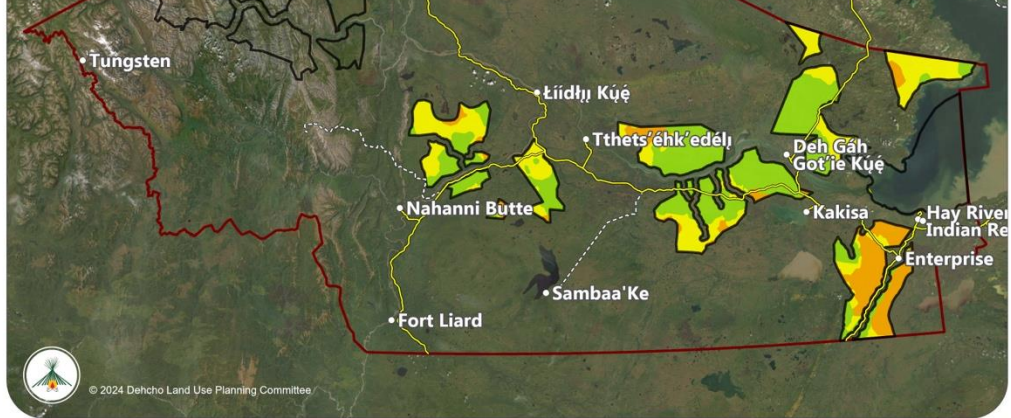 Tungsten
Łíídlų Kų́ę́
Tthets'éhk'edélı̨
Deh Gáh
Got'ie Kų́ę́
Nahanni Butte
Kakisa
Hay River
Indian Re
Enterprise
Sambaa'Ke
Fort Liard
© 2024 Dehcho Land Use Planning Committee